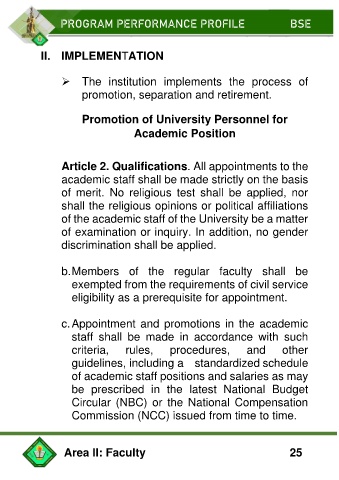 PROGRAM PERFORMANCE PROFILE BSE
II. IMPLEMENTATION
➢ The institution implements the process of
promotion, separation and retirement.
Promotion of University Personnel for
Academic Position
Article 2. Qualifications. All appointments to the
academic staff shall be made strictly on the basis
of merit. No religious test shall be applied, nor
shall the religious opinions or political affiliations
of the academic staff of the University be a matter
of examination or inquiry. In addition, no gender
discrimination shall be applied.
b. Members of the regular faculty shall be
exempted from the requirements of civil service
eligibility as a prerequisite for appointment.
c. Appointment and promotions in the academic
staff shall be made in accordance with such
criteria, rules, procedures, and other
guidelines, including a standardized schedule
of academic staff positions and salaries as may
be prescribed in the latest National Budget
Circular (NBC) or the National Compensation
Commission (NCC) issued from time to time.
Area II: Faculty 25